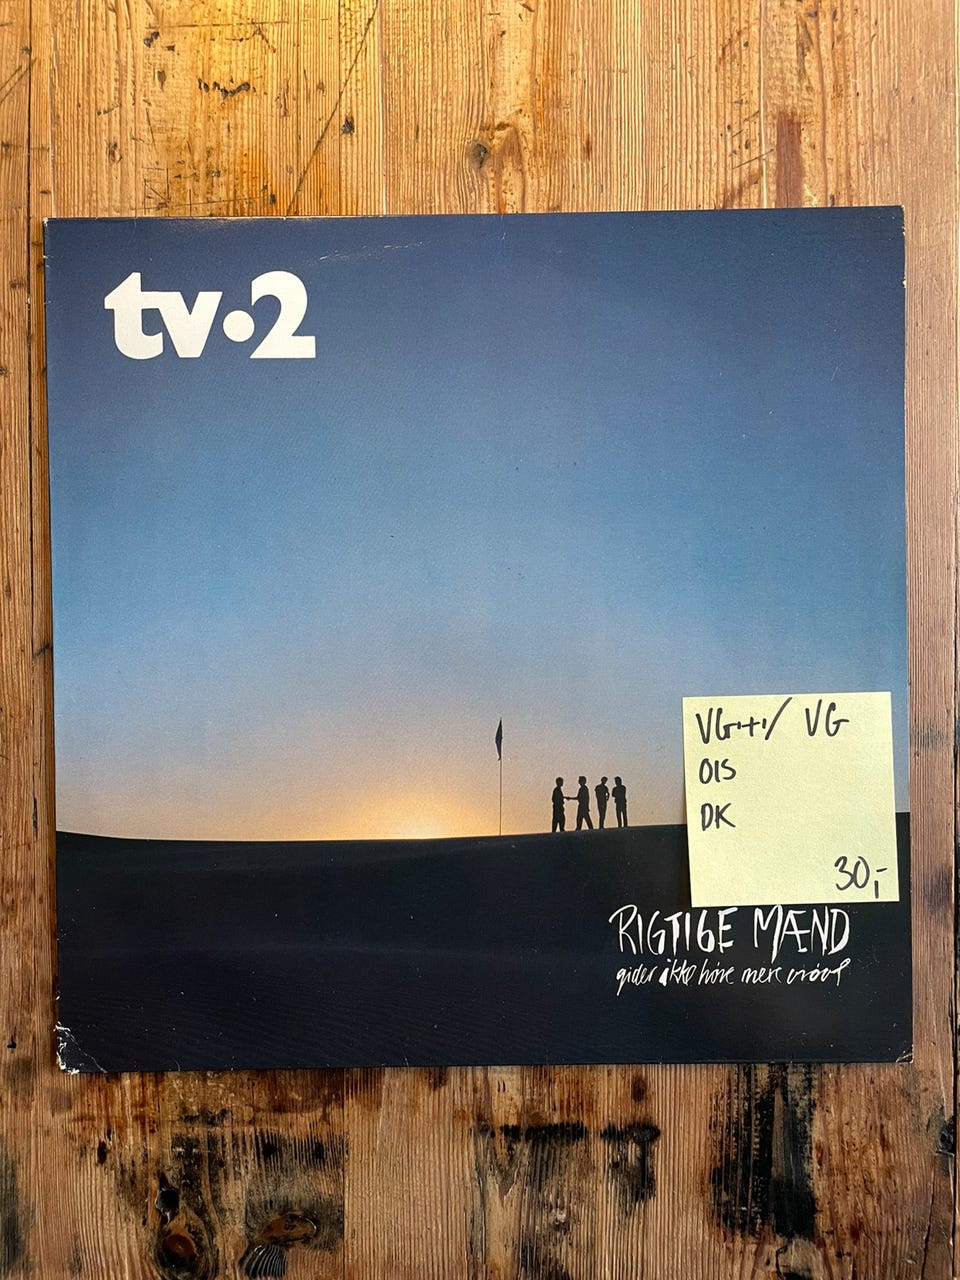 tv•2
VG++/ VG
OIS
DK
30,-
RIGTIGE MÆND
gider ikke høre mere vrøvl